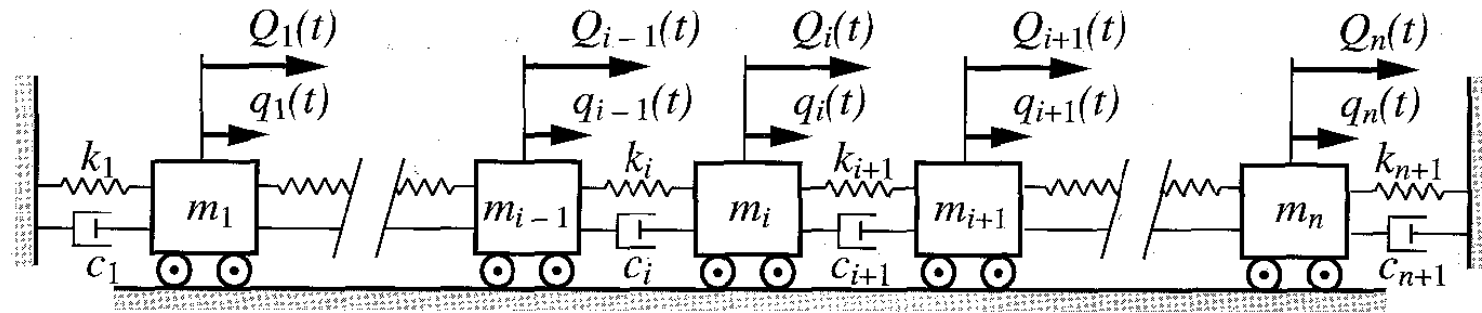 Q₁(t) Qᵢ₋₁(t) Qᵢ(t) Qᵢ₊₁(t) Qₙ(t)
q₁(t) qᵢ₋₁(t) qᵢ(t) qᵢ₊₁(t) qₙ(t)
k₁ kᵢ kᵢ₊₁ kₙ₊₁
m₁ mᵢ₋₁ mᵢ mᵢ₊₁ mₙ
c₁ cᵢ cᵢ₊₁ cₙ₊₁